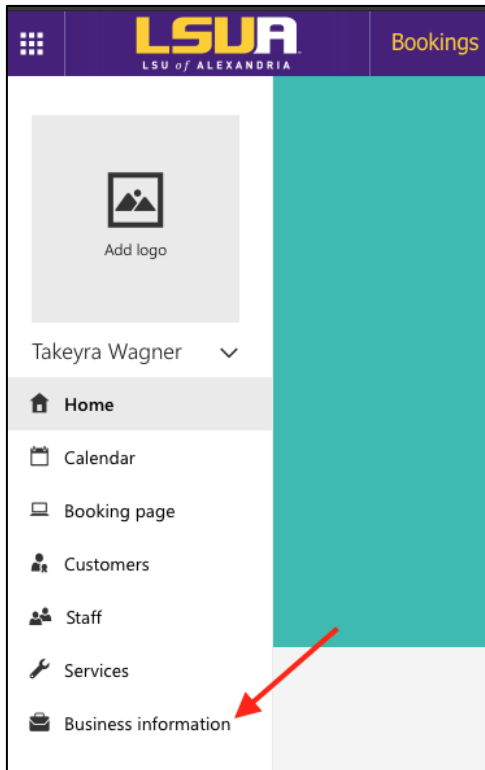 LSUA
LSU of ALEXANDRIA
Bookings
Add logo
Takeyra Wagner
Home
Calendar
Booking page
Customers
Staff
Services
Business information